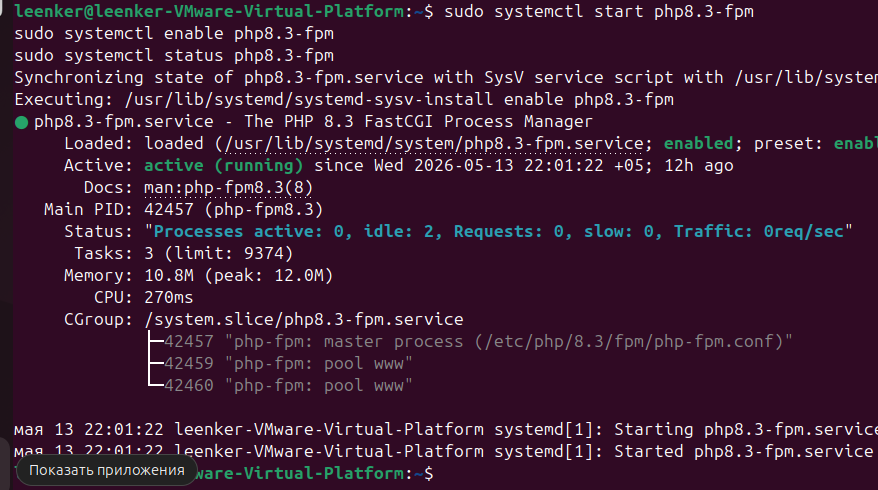 leenker@leenker-VMware-Virtual-Platform:~$ sudo systemctl start php8.3-fpm
sudo systemctl enable php8.3-fpm
sudo systemctl status php8.3-fpm
Synchronizing state of php8.3-fpm.service with SysV service script with /usr/lib/system
Executing: /usr/lib/systemd/systemd-sysv-install enable php8.3-fpm
● php8.3-fpm.service - The PHP 8.3 FastCGI Process Manager
Loaded: loaded (/usr/lib/systemd/system/php8.3-fpm.service; enabled; preset: enabl
Active: active (running) since Wed 2026-05-13 22:01:22 +05; 12h ago
Docs: man:php-fpm8.3(8)
Main PID: 42457 (php-fpm8.3)
Status: "Processes active: 0, idle: 2, Requests: 0, slow: 0, Traffic: 0req/sec"
Tasks: 3 (limit: 9374)
Memory: 10.8M (peak: 12.0M)
CPU: 270ms
CGroup: /system.slice/php8.3-fpm.service
├─42457 "php-fpm: master process (/etc/php/8.3/fpm/php-fpm.conf)"
├─42459 "php-fpm: pool www"
└─42460 "php-fpm: pool www"
мая 13 22:01:22 leenker-VMware-Virtual-Platform systemd[1]: Starting php8.3-fpm.service
мая 13 22:01:22 leenker-VMware-Virtual-Platform systemd[1]: Started php8.3-fpm.service
Показать приложения
ware-Virtual-Platform:~$